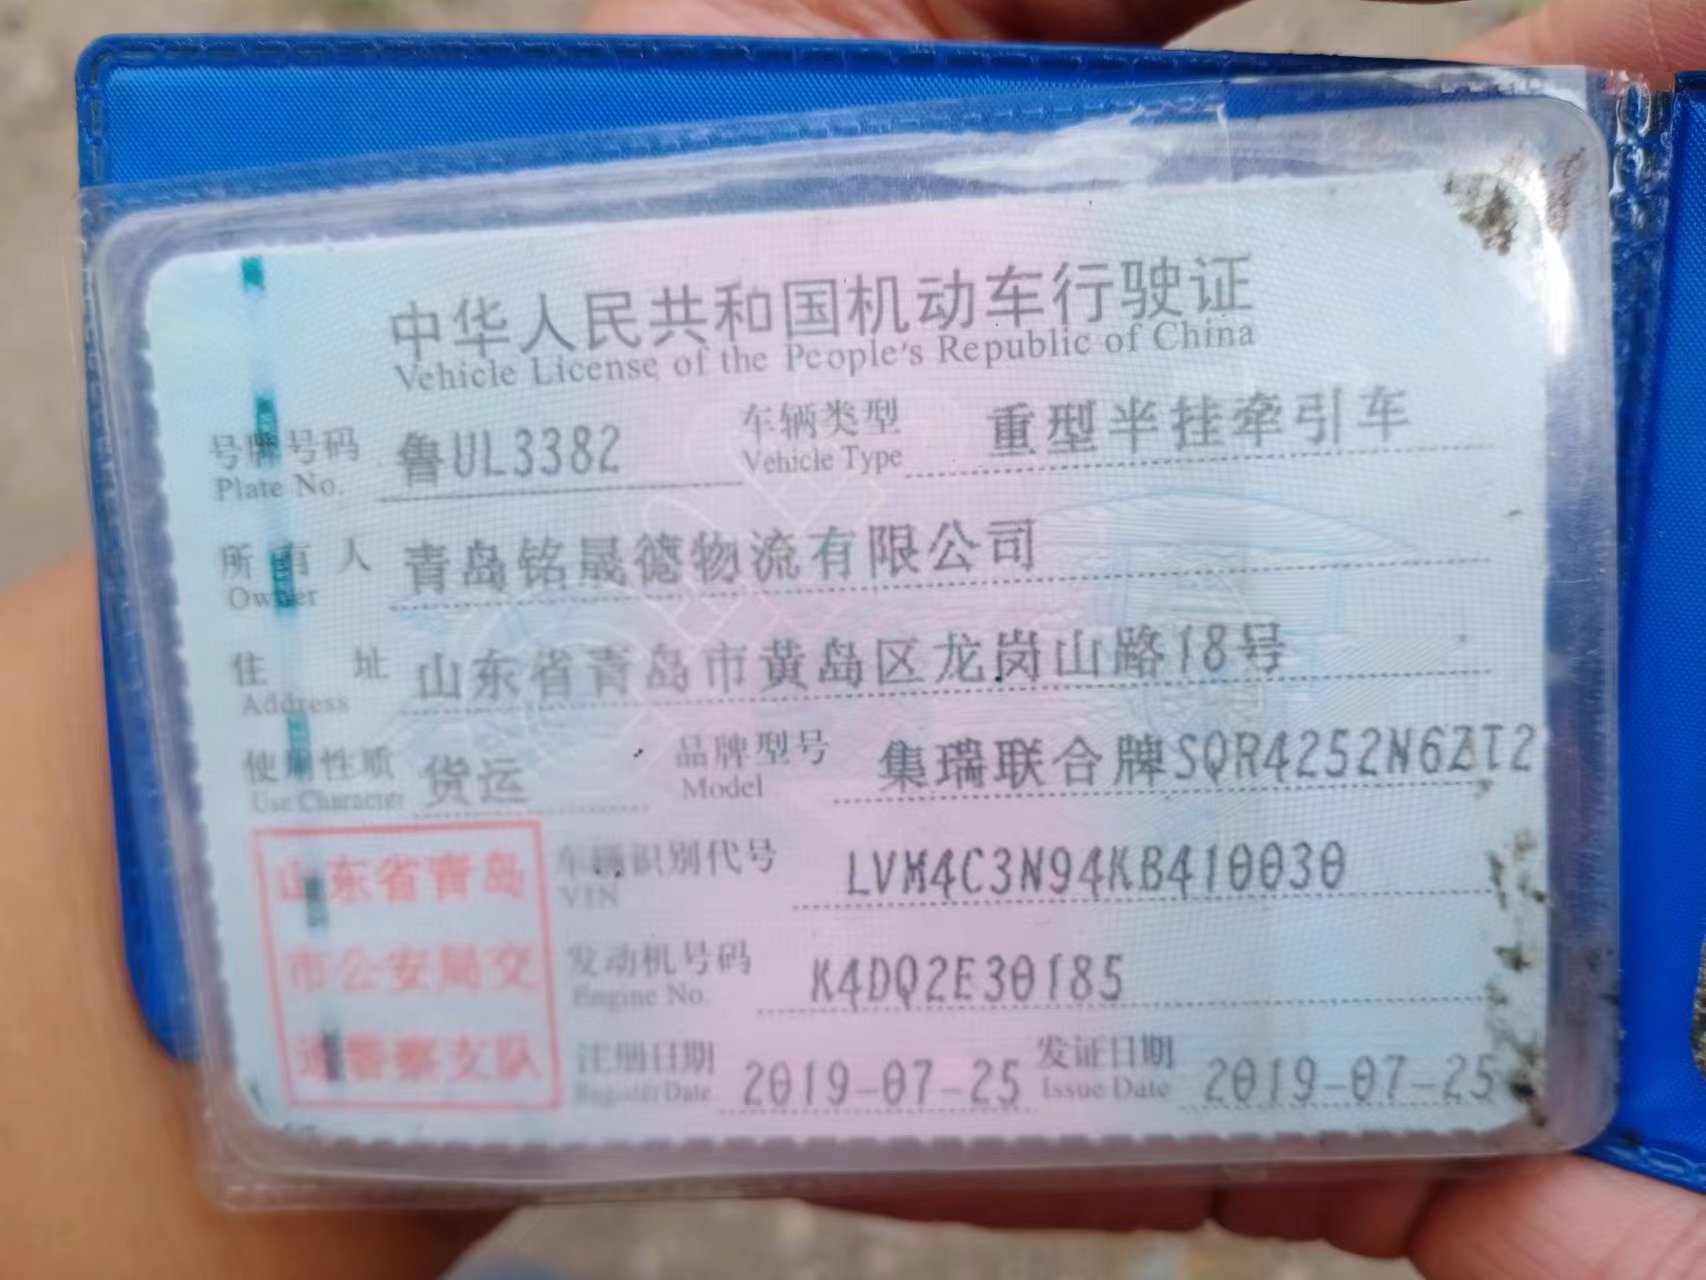 中华人民共和国机动车行驶证
Vehicle License of the People's Republic of China
号牌号码 鲁UL3382 车辆类型 重型半挂牵引车
Plate No. Vehicle Type
所有人 青岛铭晟德物流有限公司
Owner
住址 山东省青岛市黄岛区龙岗山路18号
Address
使用性质 货运 品牌型号 集瑞联合牌SQR4252N6ZT2
Use Character Model
山东省青岛
市公安局交
通警察支队
车辆识别代号 LVM4C3N94KB410030
VIN
发动机号码 K4DQ2E30185
Engine No.
注册日期 2019-07-25 发证日期 2019-07-25
Register Date Issue Date